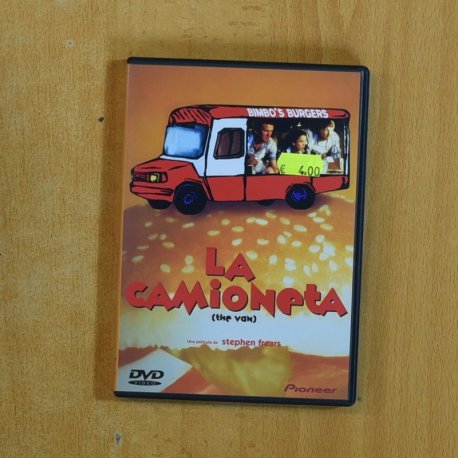 BIMBO'S BURGERS
€ 4.00
LA
CAMIONETA
(the van)
Una película de stephen frears
DVD
VIDEO
Pioneer